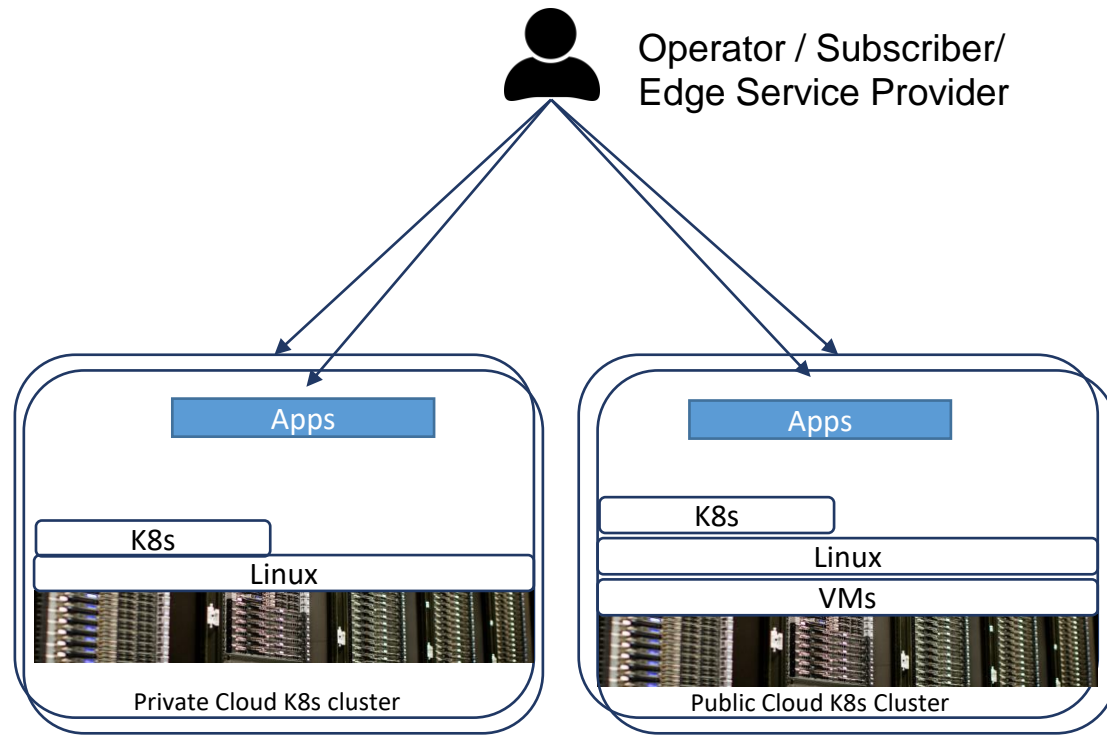 Operator / Subscriber/
Edge Service Provider
Apps
K8s
Linux
Private Cloud K8s cluster
Apps
K8s
Linux
VMs
Public Cloud K8s Cluster